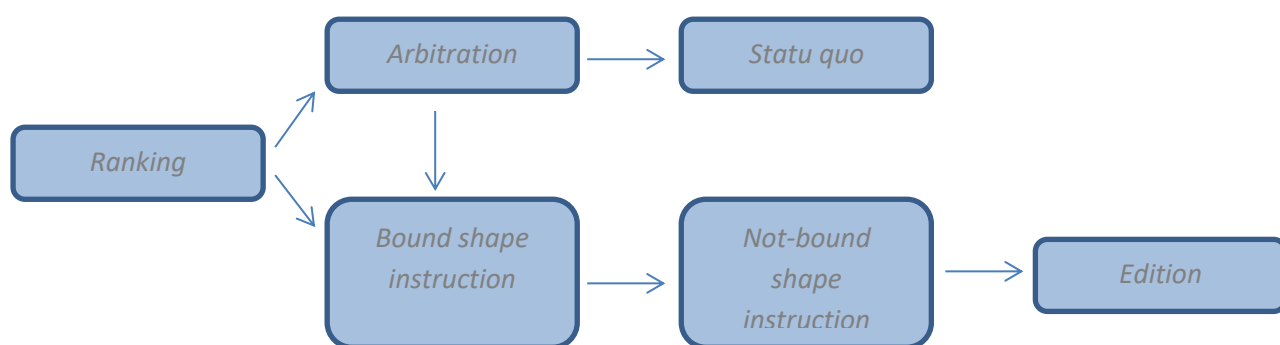 Arbitration
Statu quo
Ranking
Bound shape
instruction
Not-bound
shape
instruction
Edition